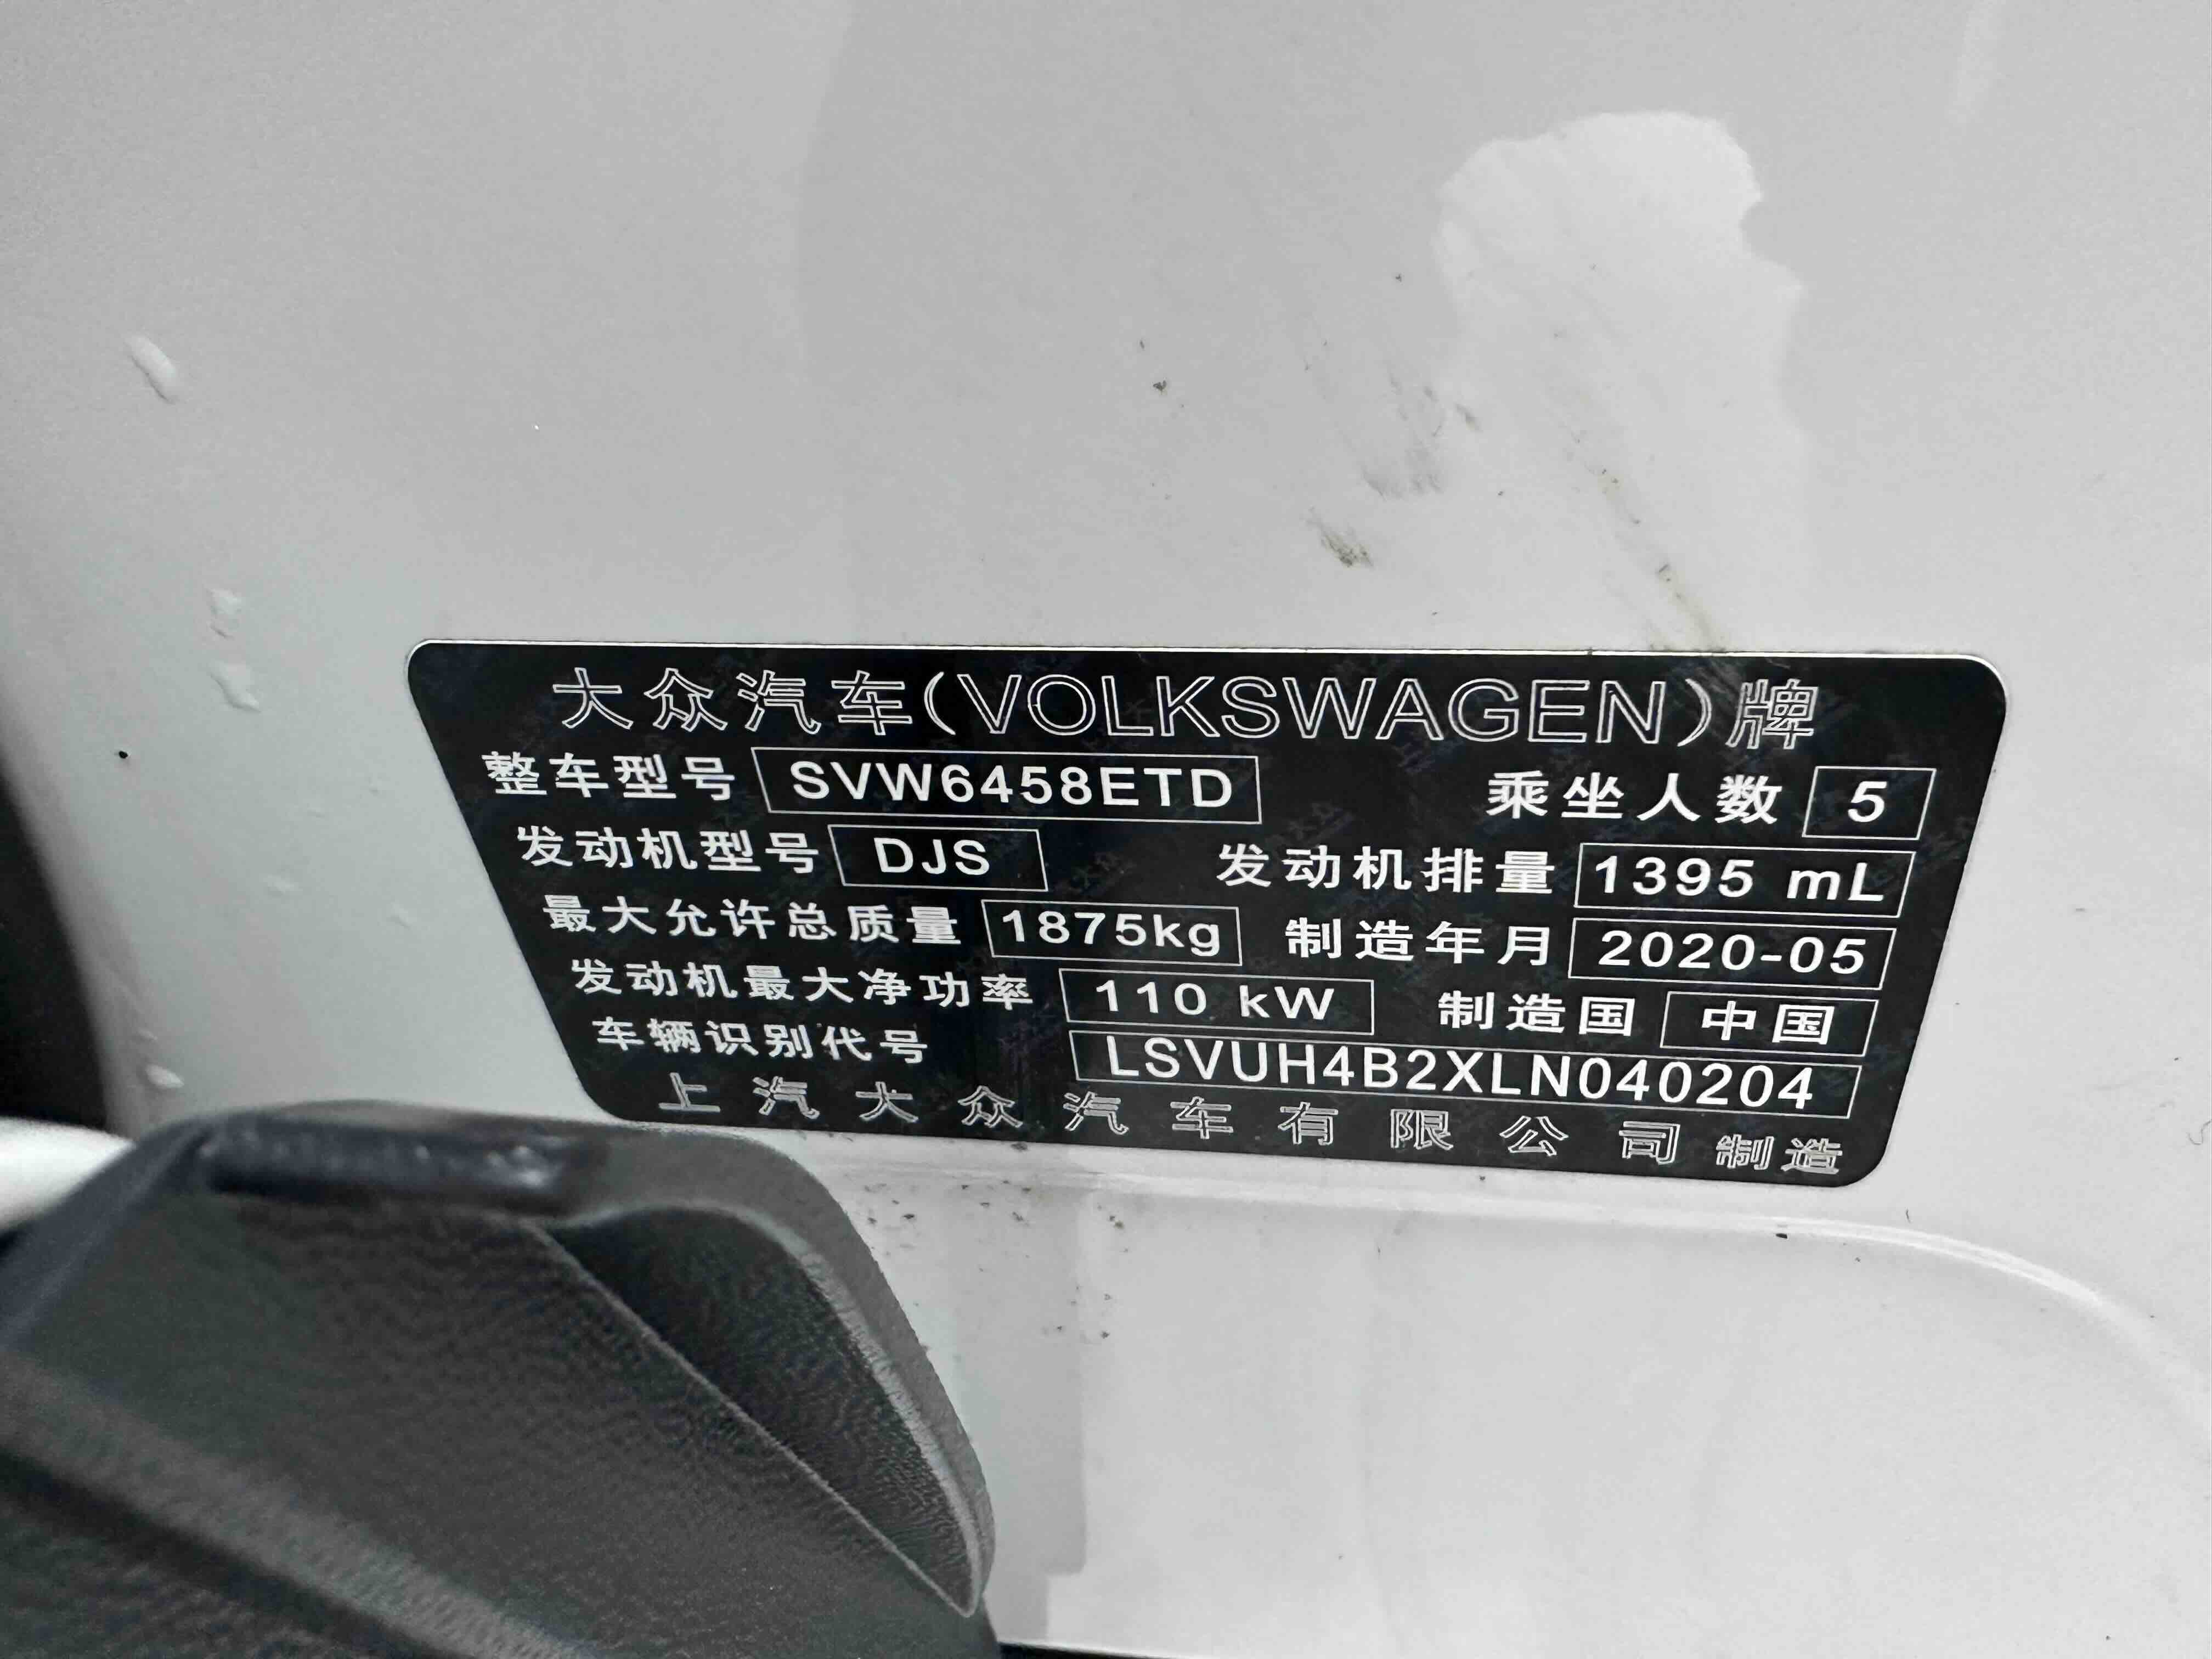 大众汽车(VOLKSWAGEN)牌
整车型号 SVW6458ETD 乘坐人数 5
发动机型号 DJS 发动机排量 1395 mL
最大允许总质量 1875kg 制造年月 2020-05
发动机最大净功率 110 kW 制造国 中国
车辆识别代号 LSVUH4B2XLN040204
上汽大众汽车有限公司 制造